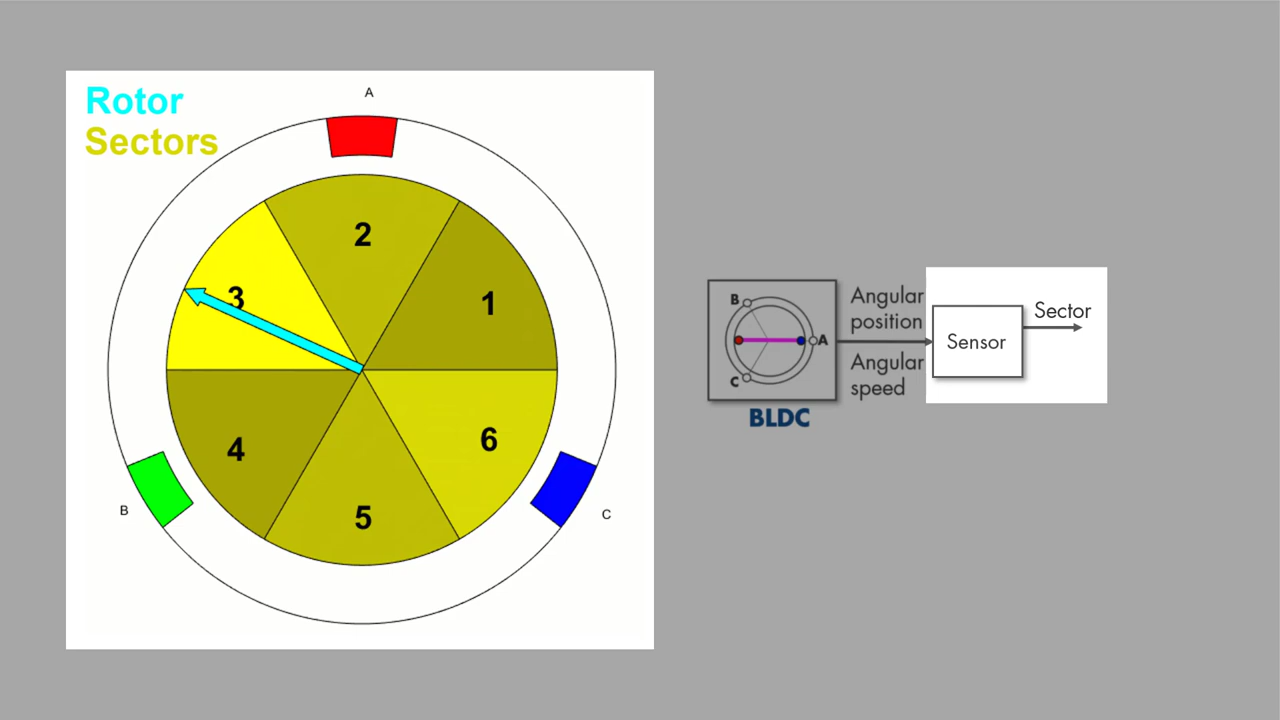 Rotor
Sectors
A
2
3
1
4
6
5
B
C
B
A
C
BLDC
Angular
position
Angular
speed
Sensor
Sector